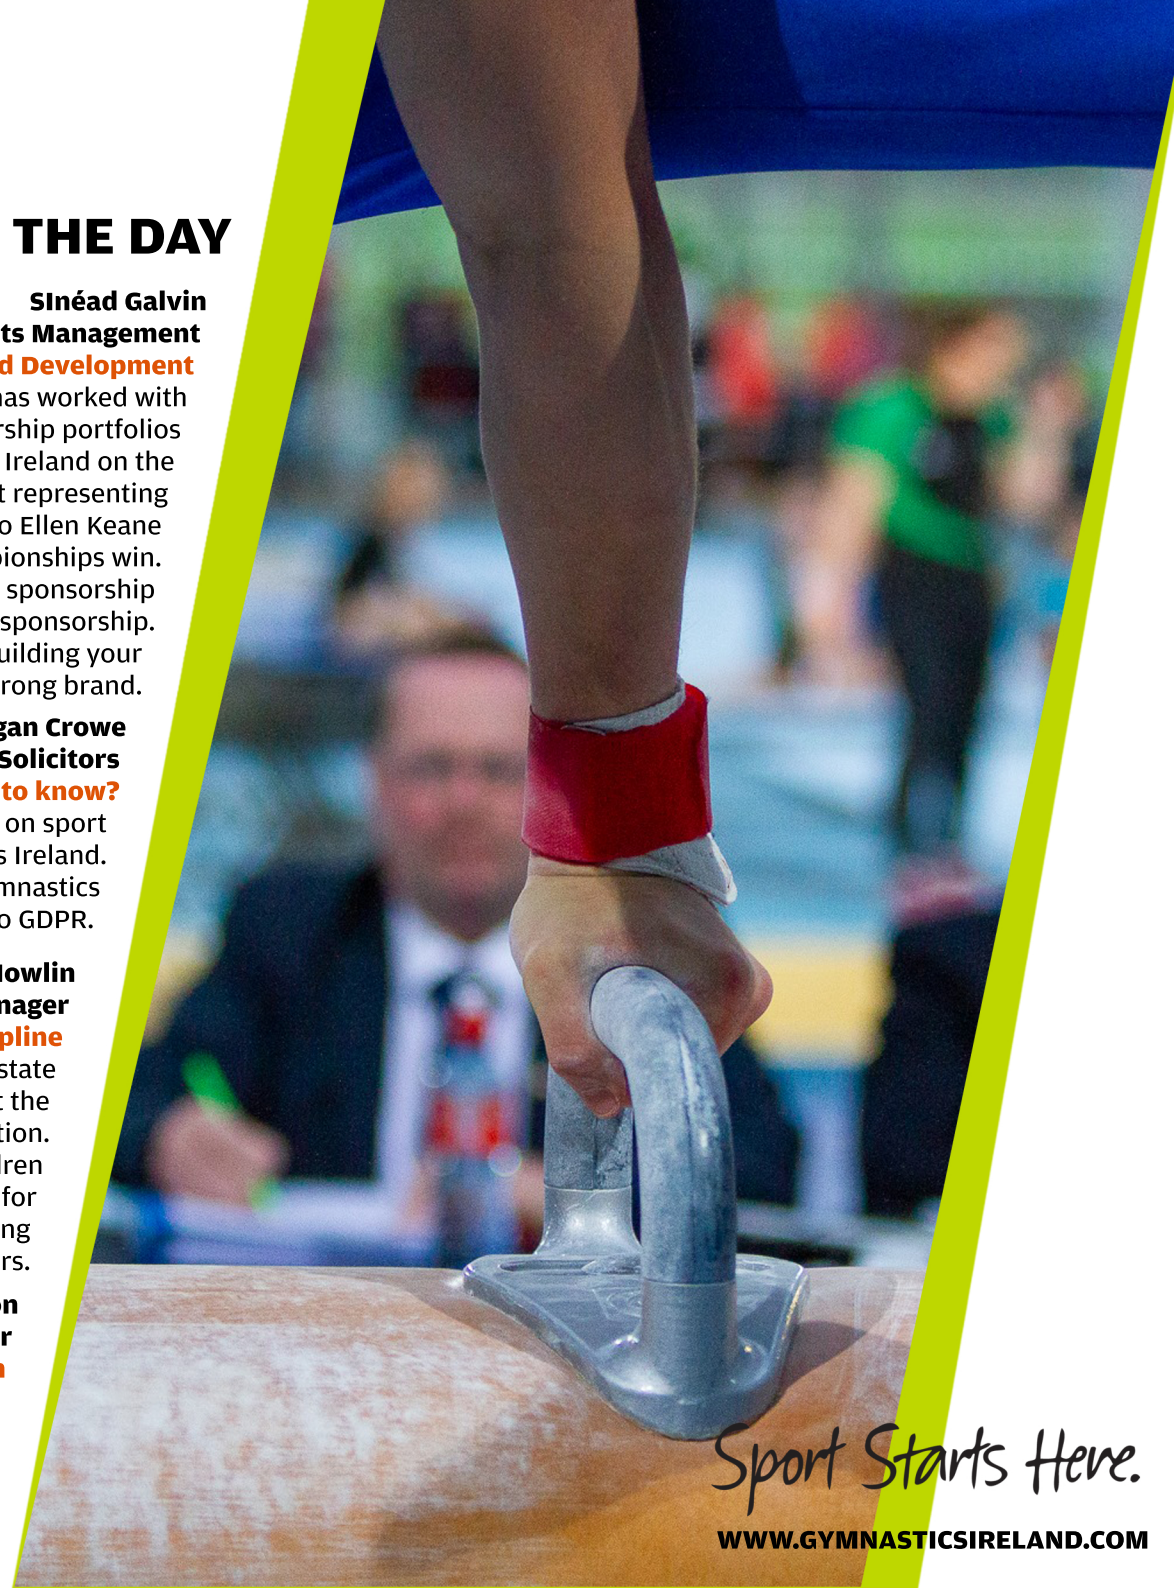 THE DAY
SInéad Galvin
ts Management
d Development
has worked with
rship portfolios
Ireland on the
t representing
o Ellen Keane
pionships win.
sponsorship
sponsorship.
uilding your
rong brand.
gan Crowe
Solicitors
to know?
on sport
s Ireland.
mnastics
o GDPR.
lowlin
nager
pline
state
t the
tion.
dren
for
ng
rs.
on
r
n
Sport Starts Here.
WWW.GYMNASTICSIRELAND.COM